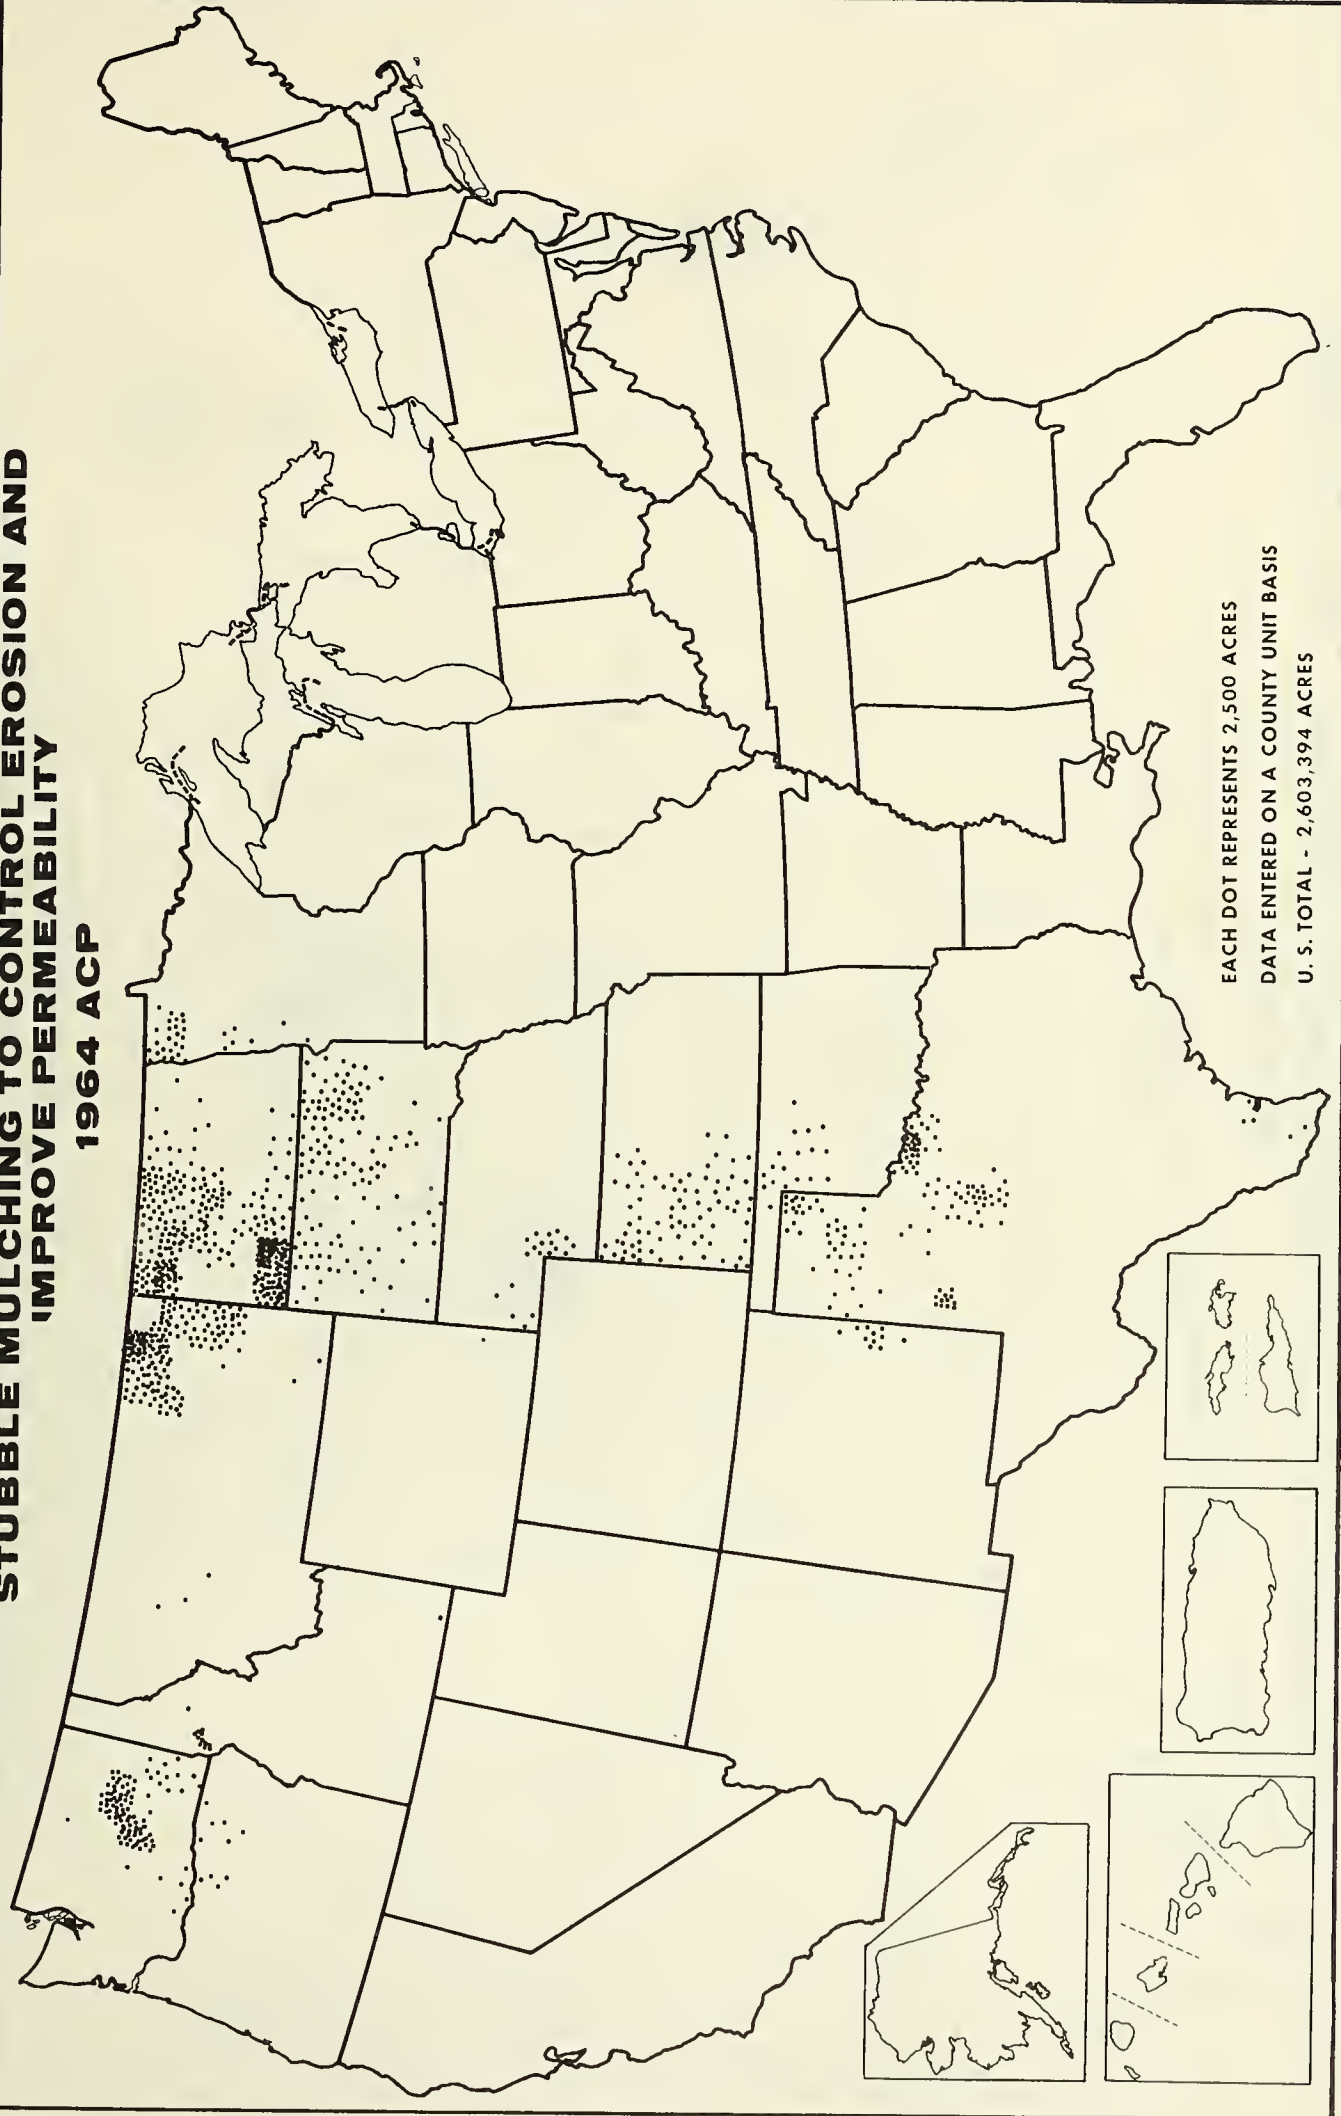 STUBBLE MULCHING TO CONTROL EROSION AND
IMPROVE PERMEABILITY
1964 ACP
EACH DOT REPRESENTS 2,500 ACRES
DATA ENTERED ON A COUNTY UNIT BASIS
U. S. TOTAL - 2,603,394 ACRES